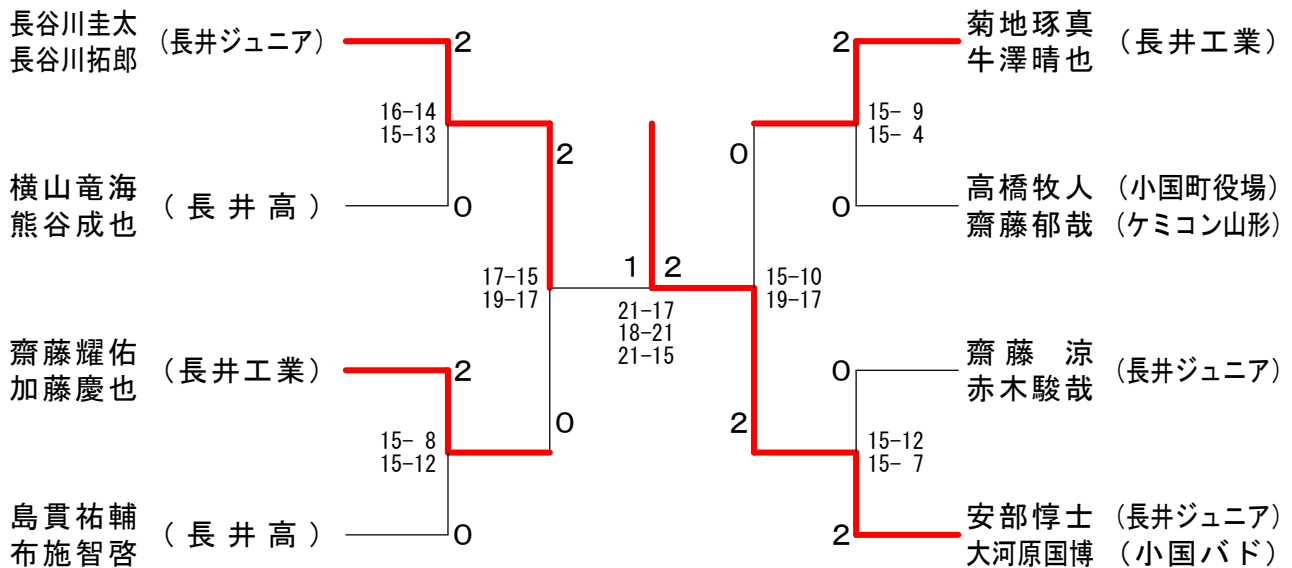 長谷川圭太
長谷川拓郎
(長井ジュニア)
2
16-14
15-13
2
横山竜海
熊谷成也
(長井高)
0
17-15
19-17
齋藤耀佑
加藤慶也
(長井工業)
2
15- 8
15-12
0
島貫祐輔
布施智啓
(長井高)
0
1
2
21-17
18-21
21-15
菊地琢真
牛澤晴也
(長井工業)
2
15- 9
15- 4
0
高橋牧人 (小国町役場)
齋藤郁哉 (ケミコン山形)
0
15-10
19-17
齋藤 涼
赤木駿哉
(長井ジュニア)
0
15-12
15- 7
2
安部惇士 (長井ジュニア)
大河原国博 (小国バド)
2